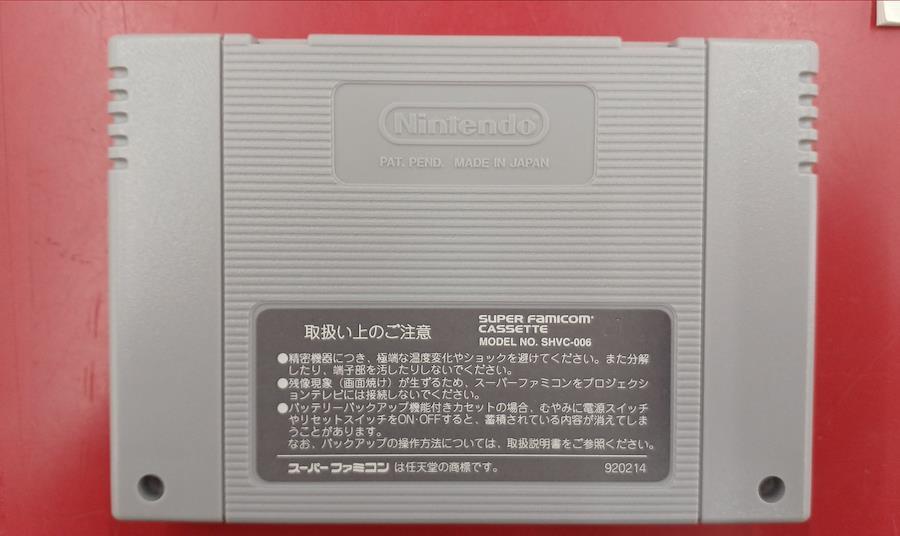 Nintendo
PAT. PEND. MADE IN JAPAN
取扱い上のご注意
SUPER FAMICOM
CASSETTE
MODEL NO. SHVC-006
●精密機器につき、極端な温度変化やショックを避けてください。また分解
したり、端子部を汚したりしないでください。
●残像現象（画面焼け）が生ずるため、スーパーファミコンをプロジェクシ
ョンテレビには接続しないでください。
●バッテリーバックアップ機能付きカセットの場合、むやみに電源スイッチ
やリセットスイッチをON・OFFすると、蓄積されている内容が消えてしま
うことがあります。
なお、バックアップの操作方法については、取扱説明書をご参照ください。
スーパーファミコン は任天堂の商標です。 920214